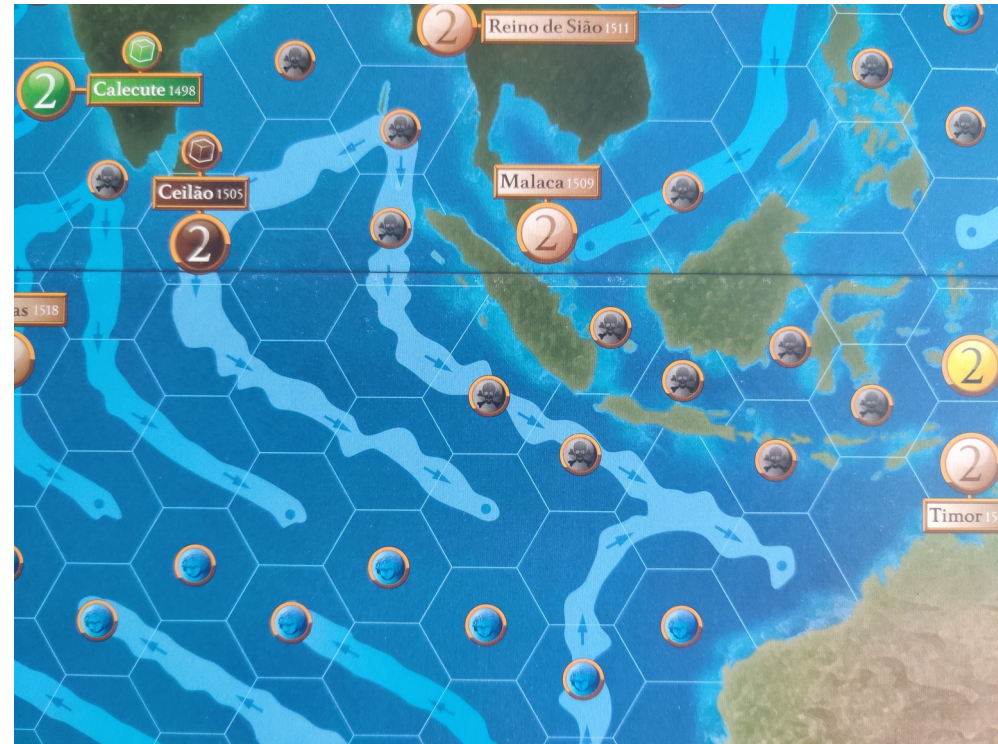 2
Reino de Sião 1511
2
Calecute 1498
Ceilão 1505
2
Malaca 1509
2
as 1518
2
2
Timor 15